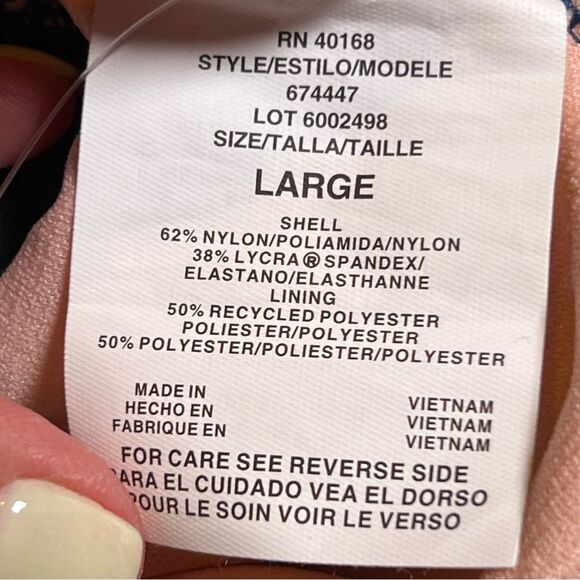 RN 40168
STYLE/ESTILO/MODELE
674447
LOT 6002498
SIZE/TALLA/TAILLE
LARGE
SHELL
62% NYLON/POLIAMIDA/NYLON
38% LYCRA® SPANDEX/
ELASTANO/ELASTHANNE
LINING
50% RECYCLED POLYESTER
POLIESTER/POLYESTER
50% POLYESTER/POLIESTER/POLYESTER
MADE IN VIETNAM
HECHO EN VIETNAM
FABRIQUE EN VIETNAM
FOR CARE SEE REVERSE SIDE
PARA EL CUIDADO VEA EL DORSO
POUR LE SOIN VOIR LE VERSO